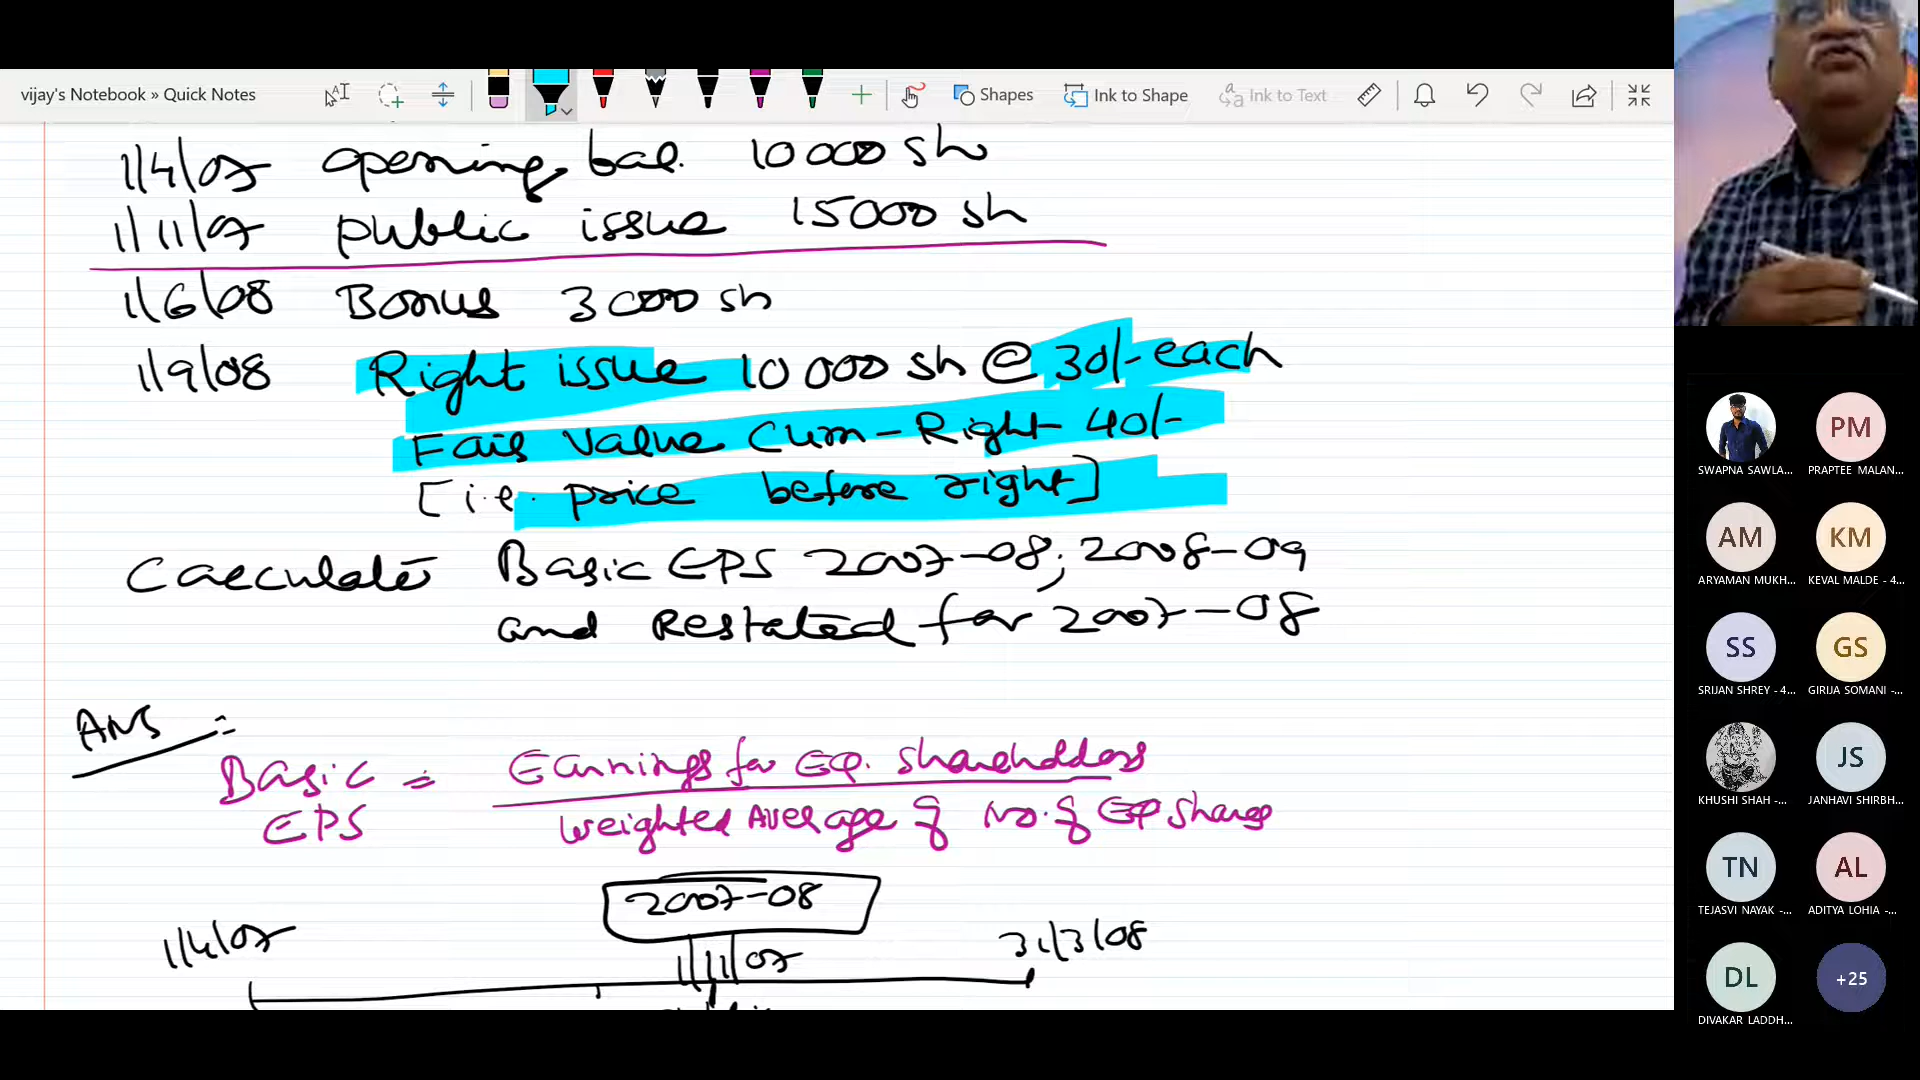 vijay's Notebook » Quick Notes
Shapes
Ink to Shape
Ink to Text
1/4/07 opening bal. 10000 sh
1/11/07 public issue 15000 sh
1/6/08 Bonus 3000 sh
1/9/08 Right issue 10000 sh @ 30/- each
Fair Value Cum-Right 40/-
[i.e. price before right]
Calculate Basic EPS 2007-08; 2008-09
and Restated for 2007-08
ANS :-
Basic EPS = Earnings for Eq. shareholders
Weighted Average of No. of Eq shares
2007-08
1/4/07 1/11/07 31/3/08
SWAPNA SAWLA...
PM
PRAPTEE MALAN...
AM
ARYAMAN MUKH...
KM
KEVAL MALDE - 4...
SS
SRIJAN SHREY - 4...
GS
GIRIJA SOMANI -...
KHUSHI SHAH -...
JS
JANHAVI SHIRBH...
TN
TEJASVI NAYAK -...
AL
ADITYA LOHIA -...
DL
DIVAKAR LADDH...
+25